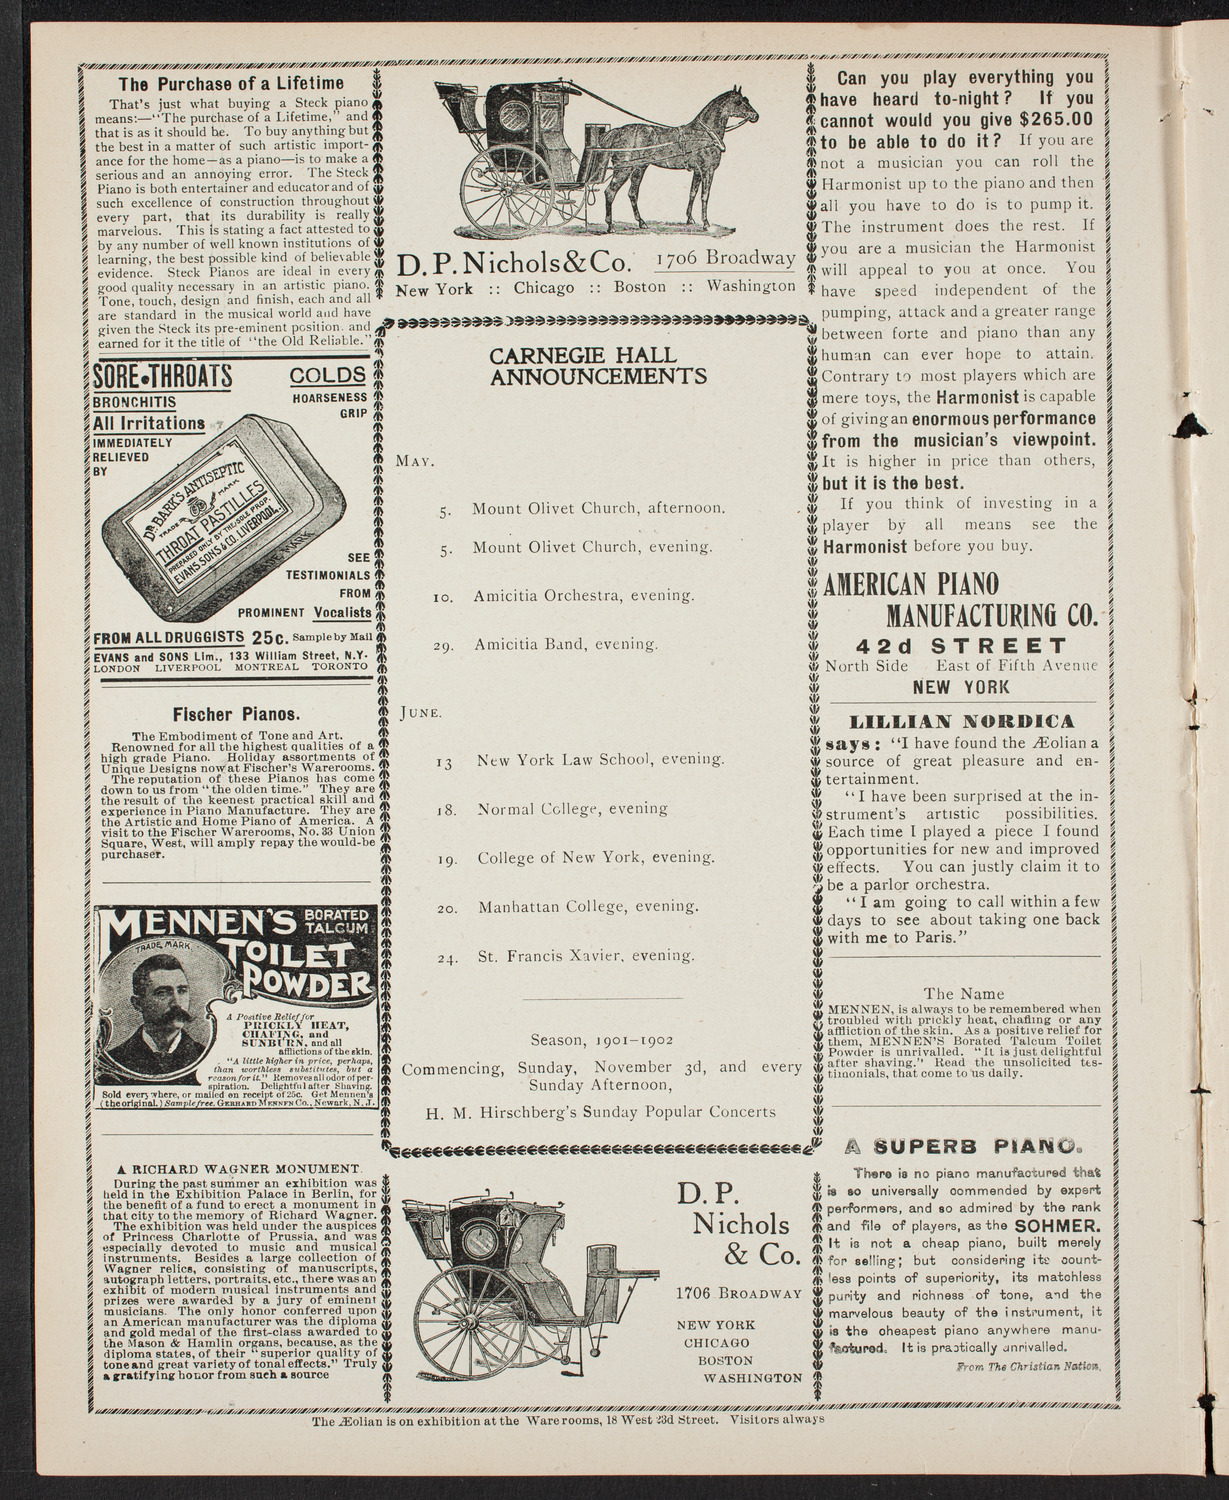 The Purchase of a Lifetime
That's just what buying a Steck piano
means:—"The purchase of a Lifetime," and
that is as it should be. To buy anything but
the best in a matter of such artistic import-
ance for the home—as a piano—is to make a
serious and an annoying error. The Steck
Piano is both entertainer and educator and of
such excellence of construction throughout
every part, that its durability is really
marvelous. This is stating a fact attested to
by any number of well known institutions of
learning, the best possible kind of believable
evidence. Steck Pianos are ideal in every
good quality necessary in an artistic piano.
Tone, touch, design and finish, each and all
are standard in the musical world and have
given the Steck its pre-eminent position. and
earned for it the title of "the Old Reliable."
SORE•THROATS COLDS
BRONCHITIS HOARSENESS
GRIP
All Irritations
IMMEDIATELY
RELIEVED
BY
DR. BARK'S ANTISEPTIC
TRADE MARK
THROAT PASTILLES
PREPARED ONLY BY THE SOLE PROP.
EVANS SONS & CO. LIVERPOOL.
SEE
TESTIMONIALS
FROM
PROMINENT Vocalists
FROM ALL DRUGGISTS 25c. Sample by Mail
EVANS and SONS Lim., 133 William Street, N.Y.
LONDON LIVERPOOL MONTREAL TORONTO
Fischer Pianos.
The Embodiment of Tone and Art.
Renowned for all the highest qualities of a
high grade Piano. Holiday assortments of
Unique Designs now at Fischer's Warerooms.
The reputation of these Pianos has come
down to us from "the olden time." They are
the result of the keenest practical skill and
experience in Piano Manufacture. They are
the Artistic and Home Piano of America. A
visit to the Fischer Warerooms, No. 33 Union
Square, West, will amply repay the would-be
purchaser.
MENNEN'S BORATED
TALCUM
TOILET
POWDER
TRADE MARK
A Positive Relief for
PRICKLY HEAT,
CHAFING, and
SUNBURN, and all
afflictions of the skin.
"A little higher in price, perhaps,
than worthless substitutes, but a
reason for it." Removes all odor of per-
spiration. Delightful after Shaving.
Sold everywhere, or mailed on receipt of 25c. Get Mennen's
(the original.) Sample free. GERHARD MENNEN CO., Newark, N. J.
A RICHARD WAGNER MONUMENT.
During the past summer an exhibition was
held in the Exhibition Palace in Berlin, for
the benefit of a fund to erect a monument in
that city to the memory of Richard Wagner.
The exhibition was held under the auspices
of Princess Charlotte of Prussia, and was
especially devoted to music and musical
instruments. Besides a large collection of
Wagner relics, consisting of manuscripts,
autograph letters, portraits, etc., there was an
exhibit of modern musical instruments and
prizes were awarded by a jury of eminent
musicians. The only honor conferred upon
an American manufacturer was the diploma
and gold medal of the first-class awarded to
the Mason & Hamlin organs, because, as the
diploma states, of their "superior quality of
tone and great variety of tonal effects." Truly
a gratifying honor from such a source
D. P. Nichols & Co. 1706 Broadway
New York :: Chicago :: Boston :: Washington
CARNEGIE HALL
ANNOUNCEMENTS
MAY.
5. Mount Olivet Church, afternoon.
5. Mount Olivet Church, evening.
10. Amicitia Orchestra, evening.
29. Amicitia Band, evening.
JUNE.
13 New York Law School, evening.
18. Normal College, evening
19. College of New York, evening.
20. Manhattan College, evening.
24. St. Francis Xavier, evening.
Season, 1901-1902
Commencing, Sunday, November 3d, and every
Sunday Afternoon,
H. M. Hirschberg's Sunday Popular Concerts
D. P.
Nichols
& Co.
1706 BROADWAY
NEW YORK
CHICAGO
BOSTON
WASHINGTON
Can you play everything you
have heard to-night? If you
cannot would you give $265.00
to be able to do it? If you are
not a musician you can roll the
Harmonist up to the piano and then
all you have to do is to pump it.
The instrument does the rest. If
you are a musician the Harmonist
will appeal to you at once. You
have speed independent of the
pumping, attack and a greater range
between forte and piano than any
human can ever hope to attain.
Contrary to most players which are
mere toys, the Harmonist is capable
of giving an enormous performance
from the musician's viewpoint.
It is higher in price than others,
but it is the best.
If you think of investing in a
player by all means see the
Harmonist before you buy.
AMERICAN PIANO
MANUFACTURING CO.
42d STREET
North Side East of Fifth Avenue
NEW YORK
LILLIAN NORDICA
says: "I have found the Æolian a
source of great pleasure and en-
tertainment.
"I have been surprised at the in-
strument's artistic possibilities.
Each time I played a piece I found
opportunities for new and improved
effects. You can justly claim it to
be a parlor orchestra.
"I am going to call within a few
days to see about taking one back
with me to Paris."
The Name
MENNEN, is always to be remembered when
troubled with prickly heat, chafing or any
affliction of the skin. As a positive relief for
them, MENNEN'S Borated Talcum Toilet
Powder is unrivalled. "It is just delightful
after shaving." Read the unsolicited tes-
timonials, that come to us daily.
A SUPERB PIANO.
There is no piano manufactured that
is so universally commended by expert
performers, and so admired by the rank
and file of players, as the SOHMER.
It is not a cheap piano, built merely
for selling; but considering its count-
less points of superiority, its matchless
purity and richness of tone, and the
marvelous beauty of the instrument, it
is the cheapest piano anywhere manu-
factured. It is practically unrivalled.
From The Christian Nation.
The Æolian is on exhibition at the Ware rooms, 18 West 23d Street. Visitors always